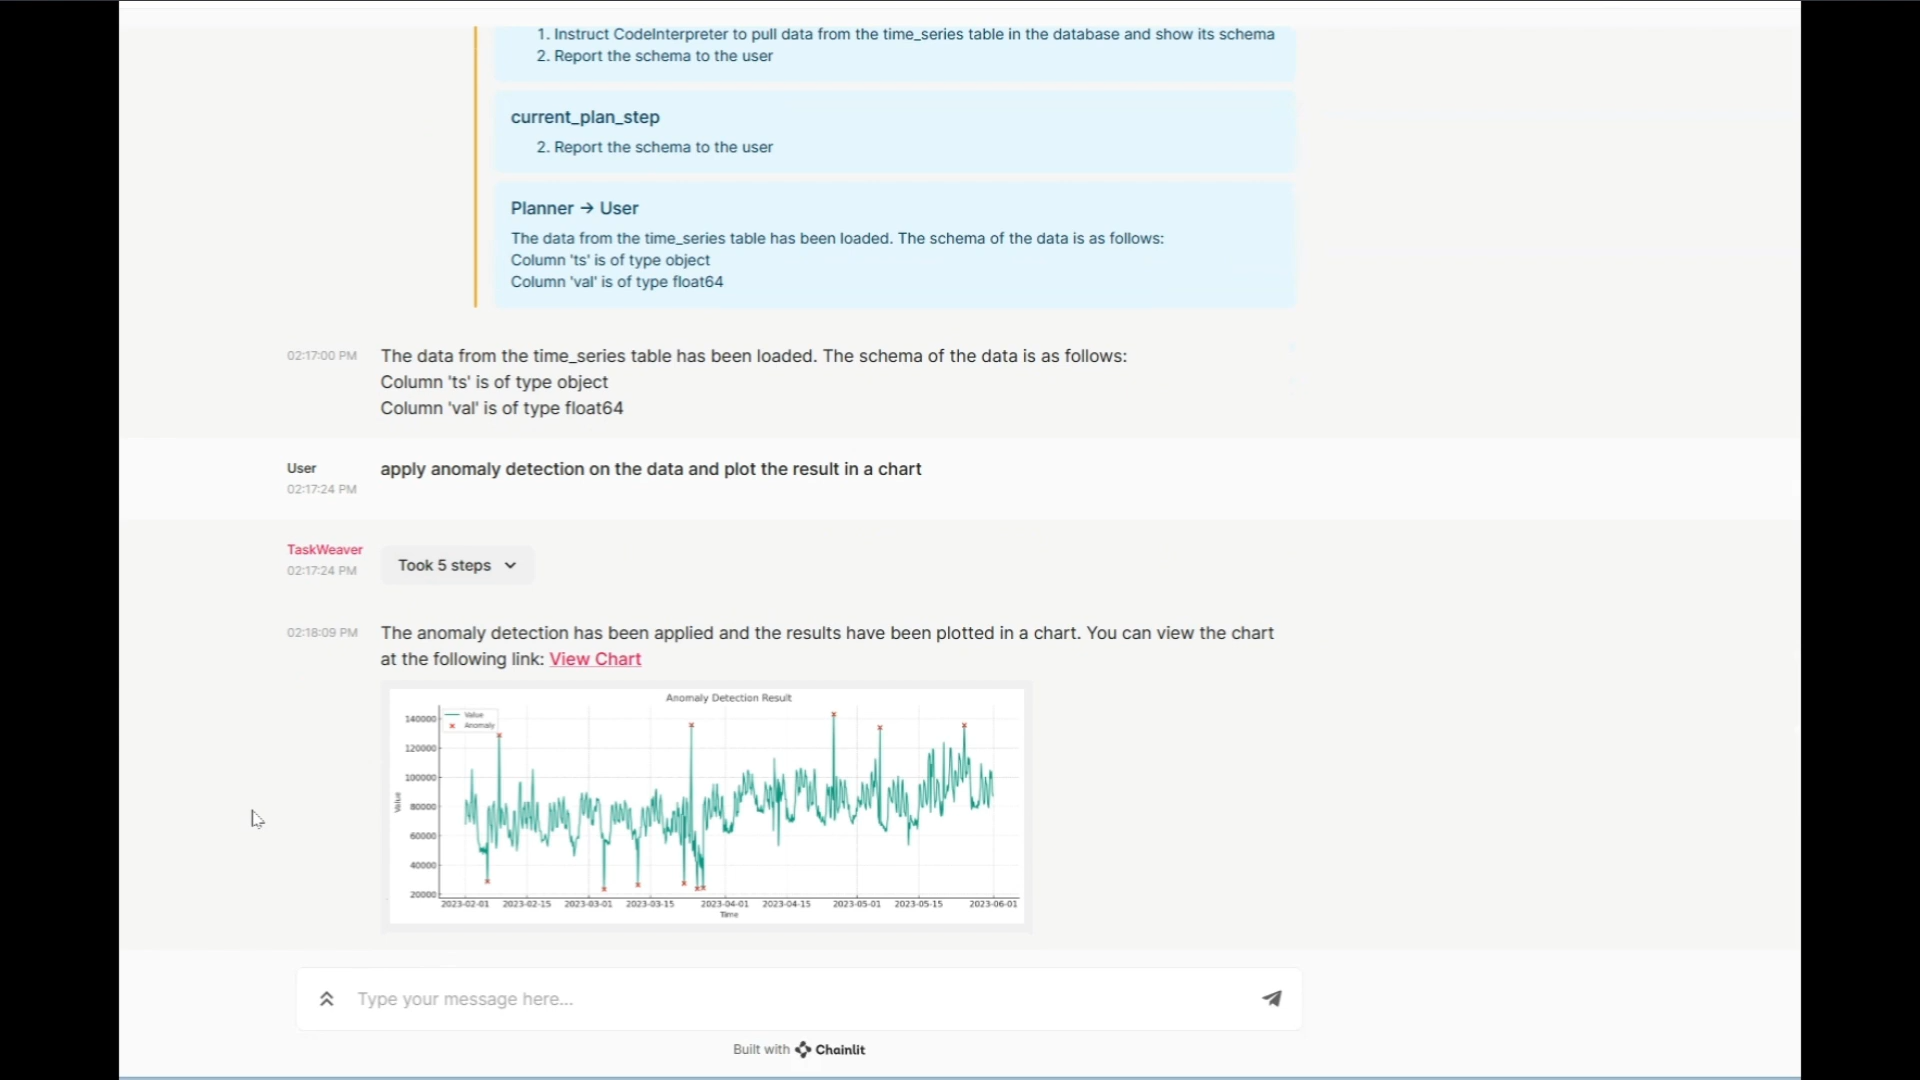 1. Instruct CodeInterpreter to pull data from the time_series table in the database and show its schema
2. Report the schema to the user
current_plan_step
2. Report the schema to the user
Planner → User
The data from the time_series table has been loaded. The schema of the data is as follows:
Column 'ts' is of type object
Column 'val' is of type float64
02:17:00 PM
The data from the time_series table has been loaded. The schema of the data is as follows:
Column 'ts' is of type object
Column 'val' is of type float64
User
02:17:24 PM
apply anomaly detection on the data and plot the result in a chart
TaskWeaver
02:17:24 PM
Took 5 steps
02:18:09 PM
The anomaly detection has been applied and the results have been plotted in a chart. You can view the chart
at the following link: View Chart
Anomaly Detection Result
Value
Anomaly
140000
120000
100000
80000
60000
40000
20000
Value
2023-02-01 2023-02-15 2023-03-01 2023-03-15 2023-04-01 2023-04-15 2023-05-01 2023-05-15 2023-06-01
Time
Type your message here...
Built with Chainlit